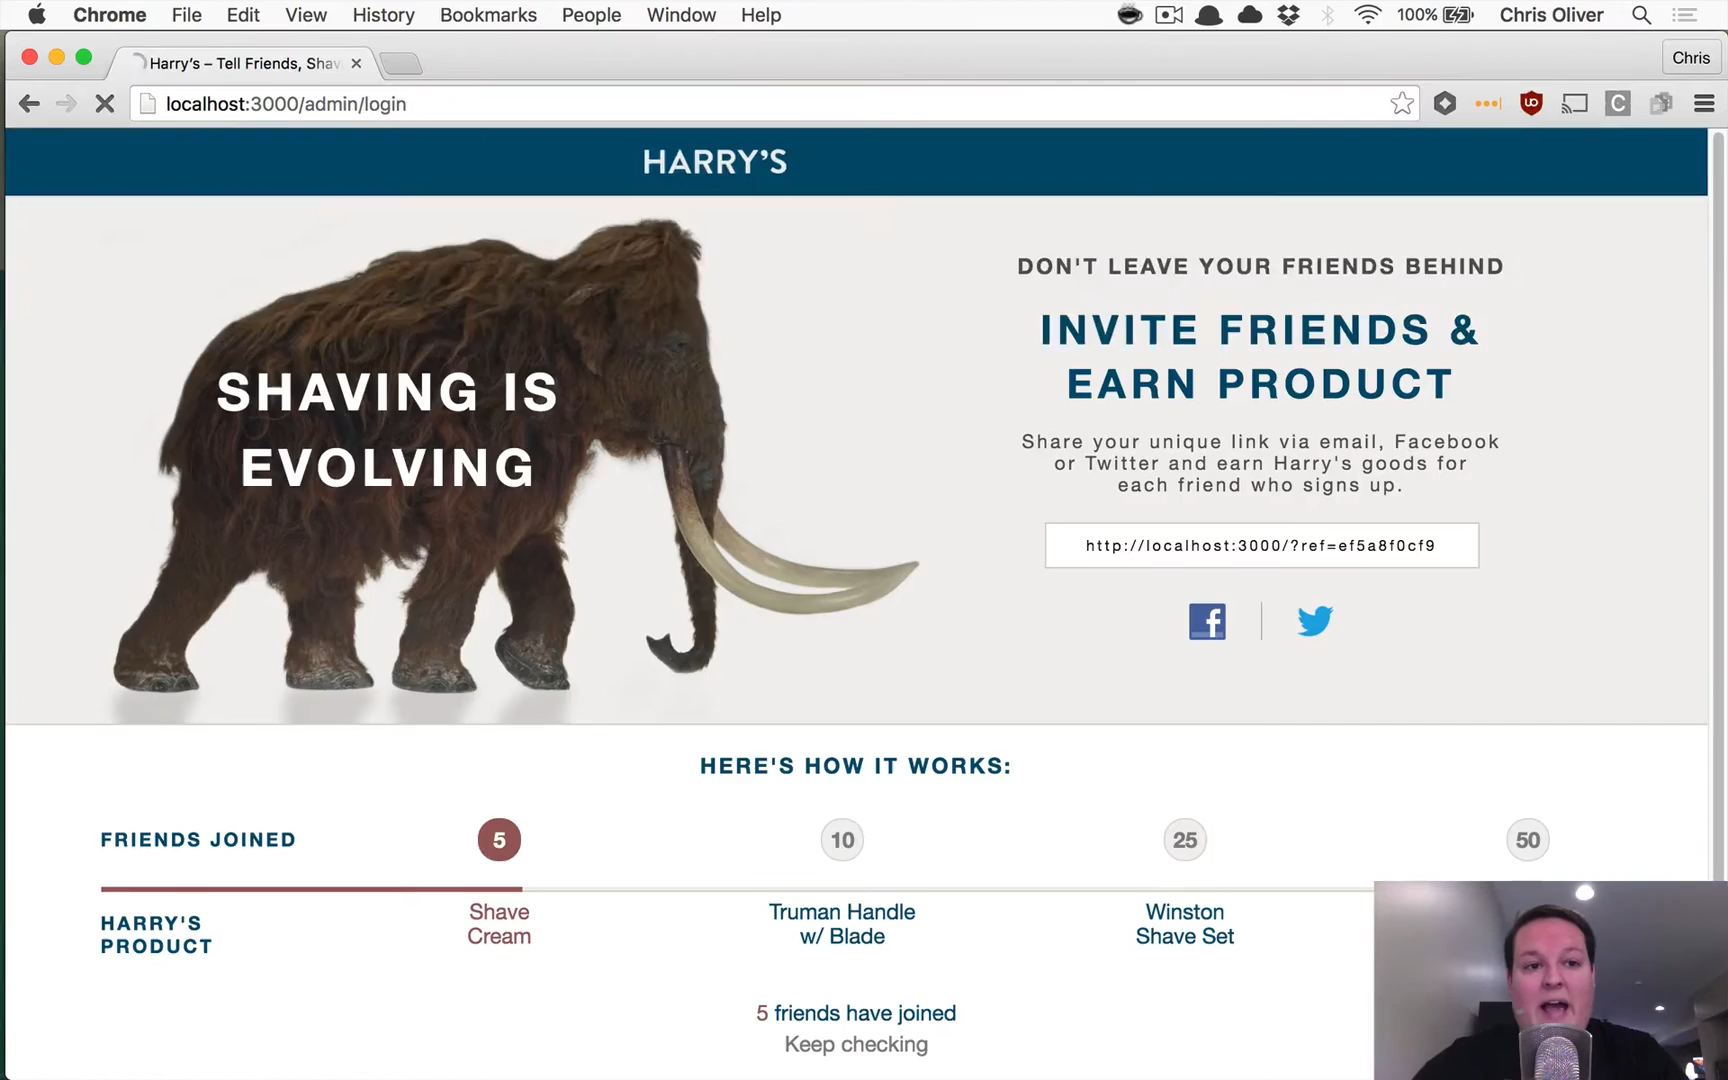 Chrome File Edit View History Bookmarks People Window Help 100% Chris Oliver
Harry's – Tell Friends, Shav Chris
localhost:3000/admin/login
HARRY'S
SHAVING IS
EVOLVING
DON'T LEAVE YOUR FRIENDS BEHIND
INVITE FRIENDS &
EARN PRODUCT
Share your unique link via email, Facebook
or Twitter and earn Harry's goods for
each friend who signs up.
http://localhost:3000/?ref=ef5a8f0cf9
HERE'S HOW IT WORKS:
FRIENDS JOINED 5 10 25 50
HARRY'S
PRODUCT
Shave
Cream
Truman Handle
w/ Blade
Winston
Shave Set
5 friends have joined
Keep checking